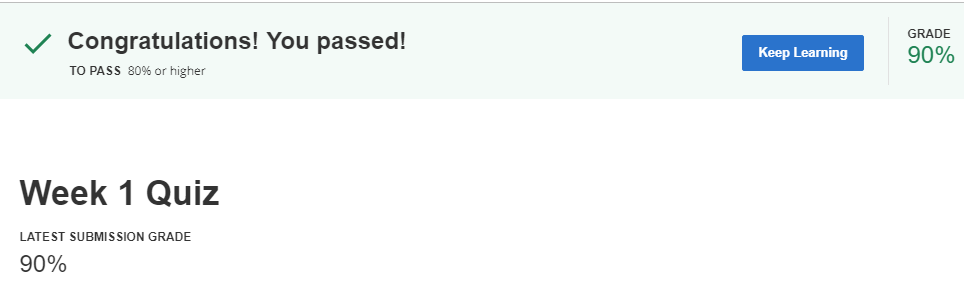 Congratulations! You passed!
TO PASS 80% or higher
Keep Learning
GRADE
90%
Week 1 Quiz
LATEST SUBMISSION GRADE
90%